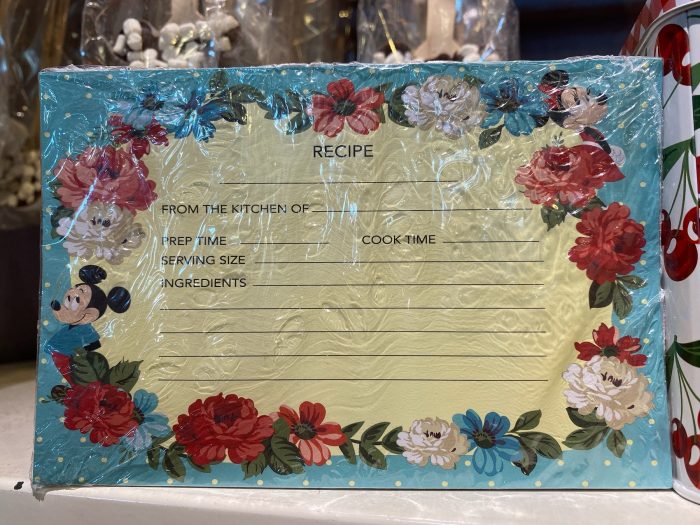 RECIPE
FROM THE KITCHEN OF
PREP TIME COOK TIME
SERVING SIZE
INGREDIENTS